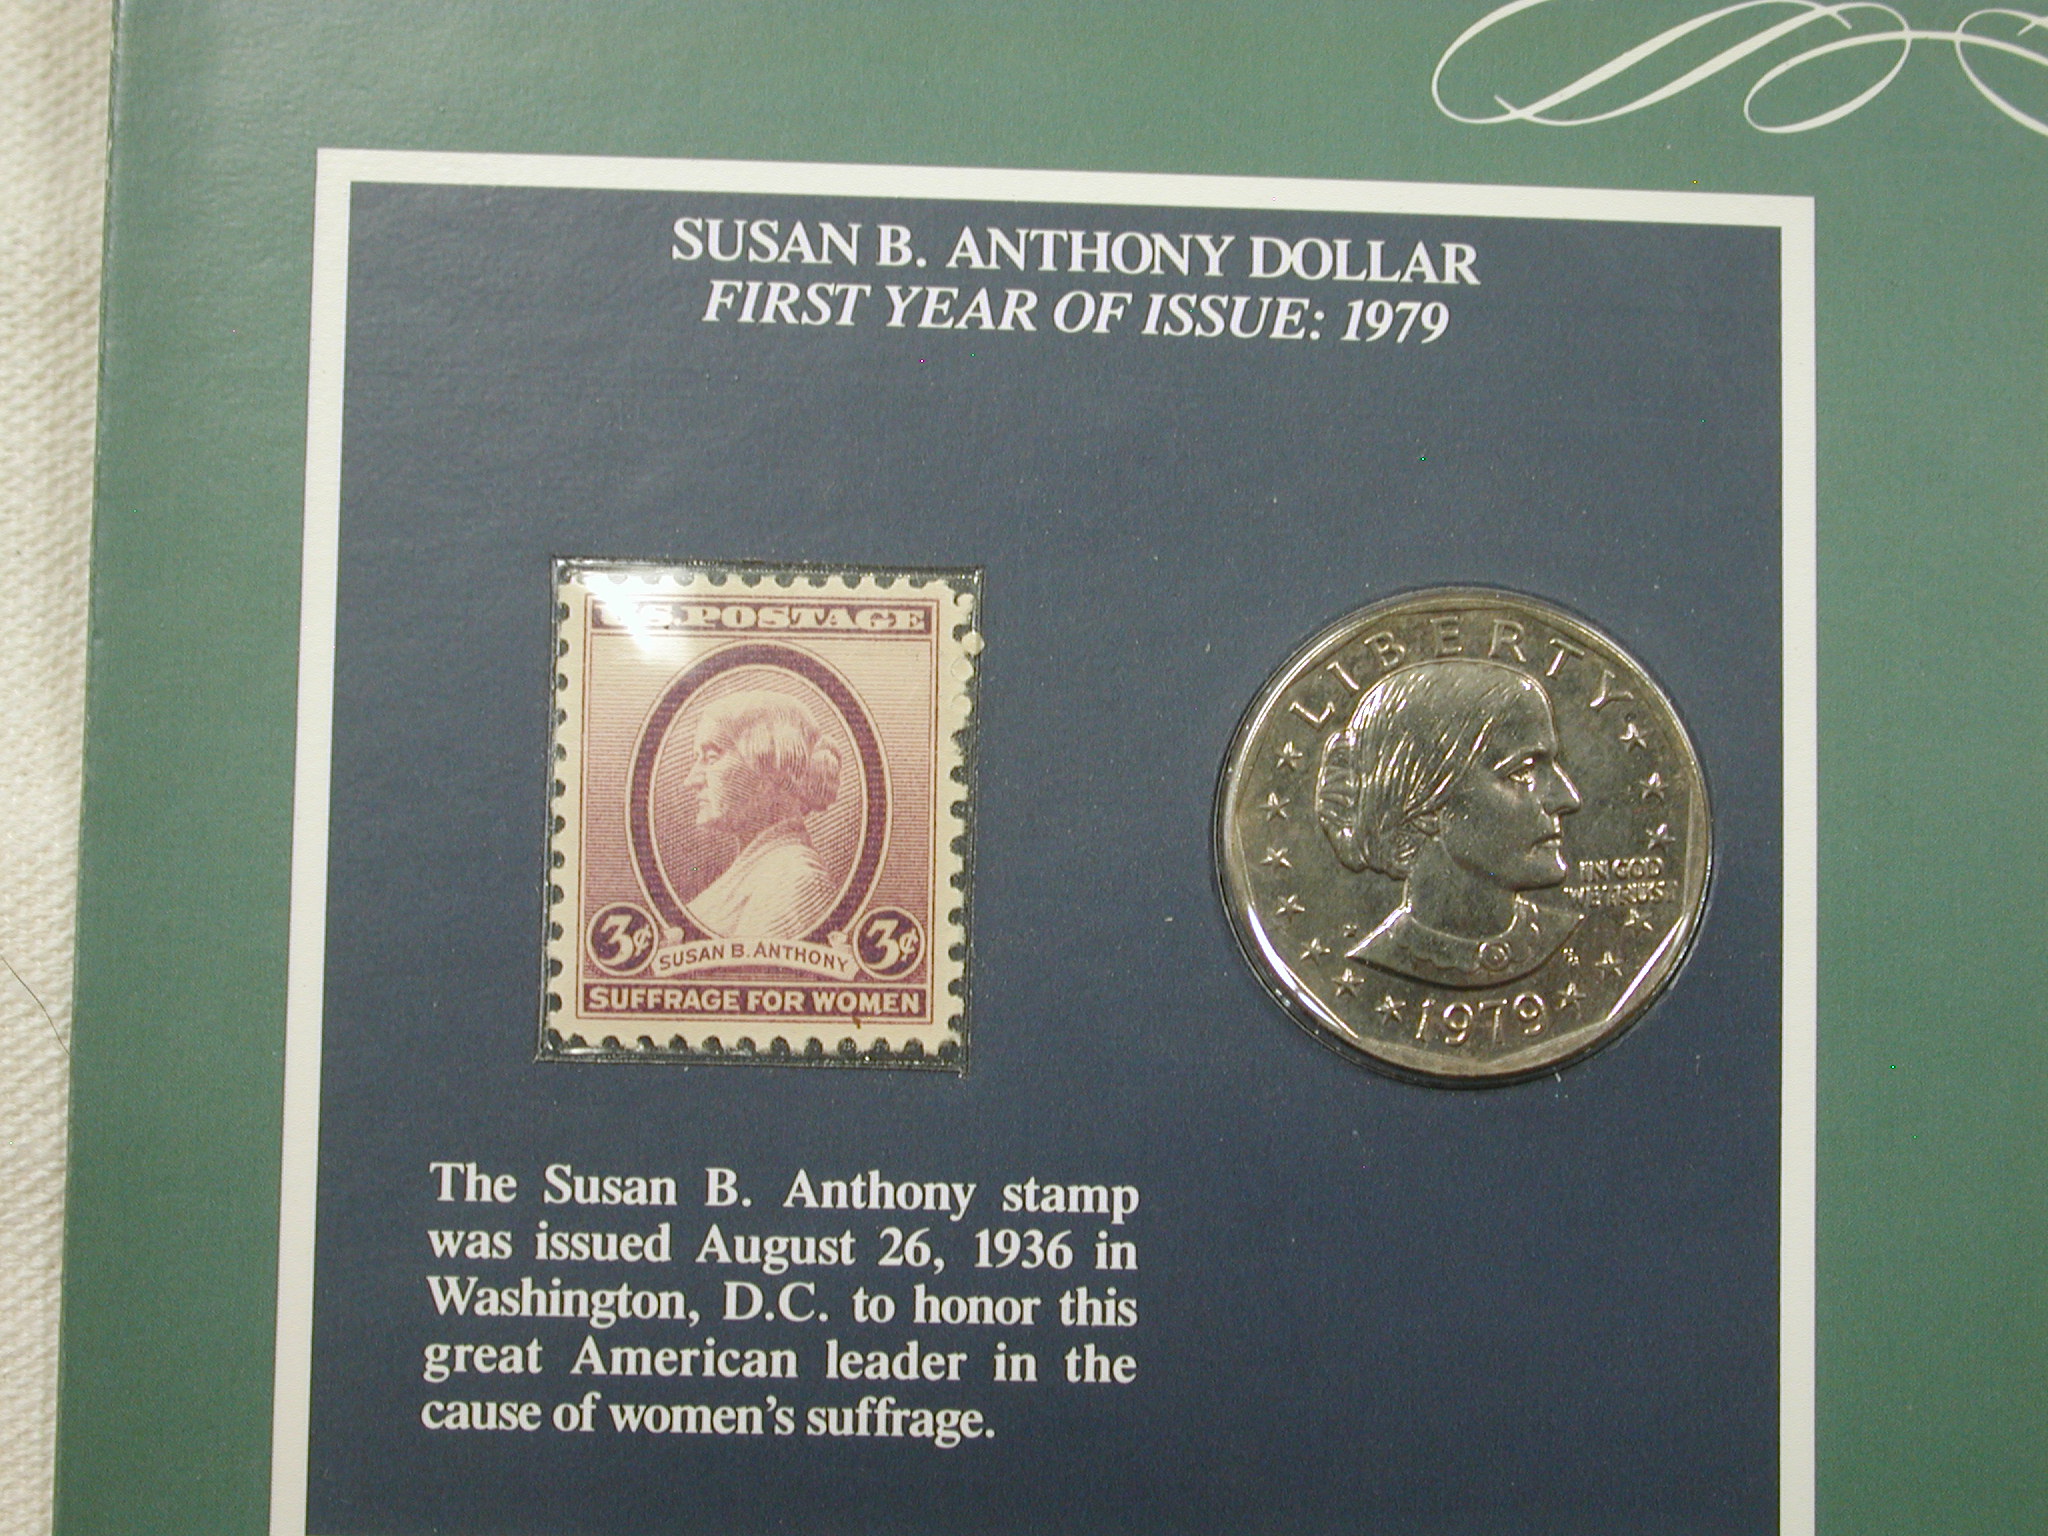 SUSAN B. ANTHONY DOLLAR
FIRST YEAR OF ISSUE: 1979
U.S. POSTAGE
3¢
3¢
SUSAN B. ANTHONY
SUFFRAGE FOR WOMEN
LIBERTY
IN GOD
WE TRUST
1979
The Susan B. Anthony stamp
was issued August 26, 1936 in
Washington, D.C. to honor this
great American leader in the
cause of women's suffrage.